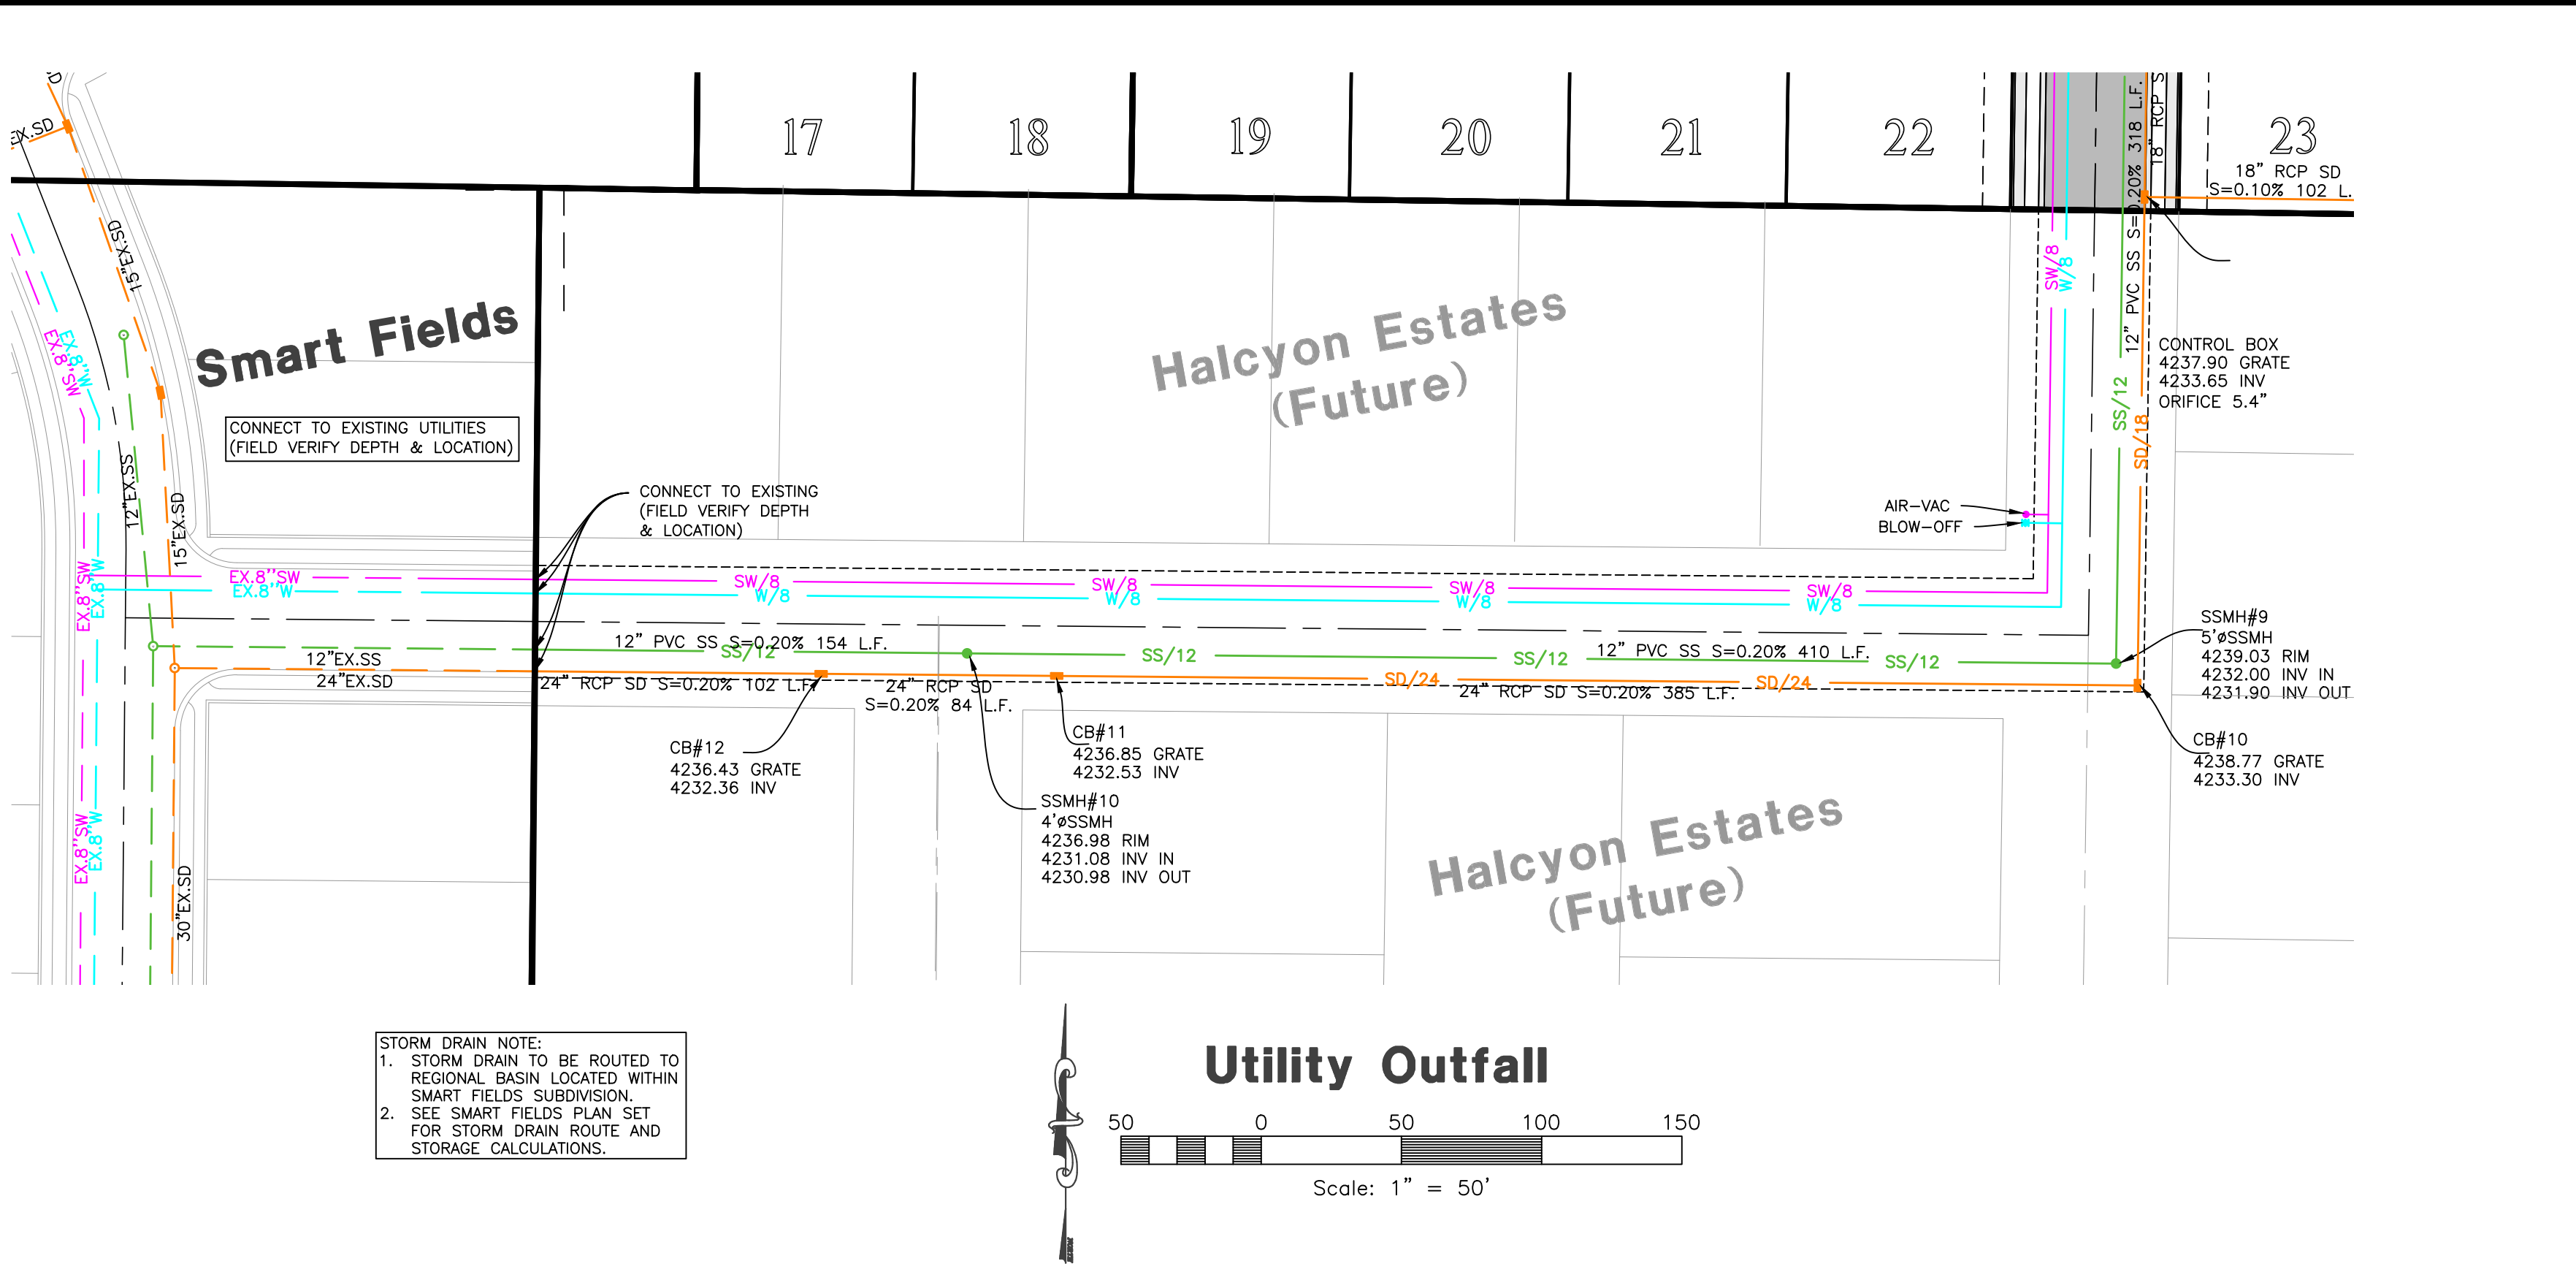 SD
EX.SD
17
18
19
20
21
22
23
18" RCP S
12" PVC SS S=0.20% 318 L.F.
18" RCP SD
S=0.10% 102 L.
15"EX.SD
Smart Fields
Halcyon Estates
(Future)
SW/8
W/8
EX.8"SW
EX.8"W
CONTROL BOX
4237.90 GRATE
4233.65 INV
ORIFICE 5.4"
SS/12
SD/18
CONNECT TO EXISTING UTILITIES
(FIELD VERIFY DEPTH & LOCATION)
12"EX.SS
15"EX.SD
CONNECT TO EXISTING
(FIELD VERIFY DEPTH
& LOCATION)
AIR-VAC
BLOW-OFF
EX.8"SW
EX.8"W
EX.8"SW
EX.8"W
SW/8
W/8
SW/8
W/8
SW/8
W/8
SW/8
W/8
12" PVC SS S=0.20% 154 L.F.
SS/12
SS/12
SS/12
12" PVC SS S=0.20% 410 L.F.
SS/12
SSMH#9
5'øSSMH
4239.03 RIM
4232.00 INV IN
4231.90 INV OUT
12"EX.SS
24"EX.SD
24" RCP SD S=0.20% 102 L.F.
24" RCP SD
S=0.20% 84 L.F.
SD/24
24" RCP SD S=0.20% 385 L.F.
SD/24
CB#12
4236.43 GRATE
4232.36 INV
CB#11
4236.85 GRATE
4232.53 INV
CB#10
4238.77 GRATE
4233.30 INV
SSMH#10
4'øSSMH
4236.98 RIM
4231.08 INV IN
4230.98 INV OUT
Halcyon Estates
(Future)
EX.8"SW
EX.8"W
30"EX.SD
STORM DRAIN NOTE:
1. STORM DRAIN TO BE ROUTED TO
REGIONAL BASIN LOCATED WITHIN
SMART FIELDS SUBDIVISION.
2. SEE SMART FIELDS PLAN SET
FOR STORM DRAIN ROUTE AND
STORAGE CALCULATIONS.
Utility Outfall
50 0 50 100 150
Scale: 1" = 50'